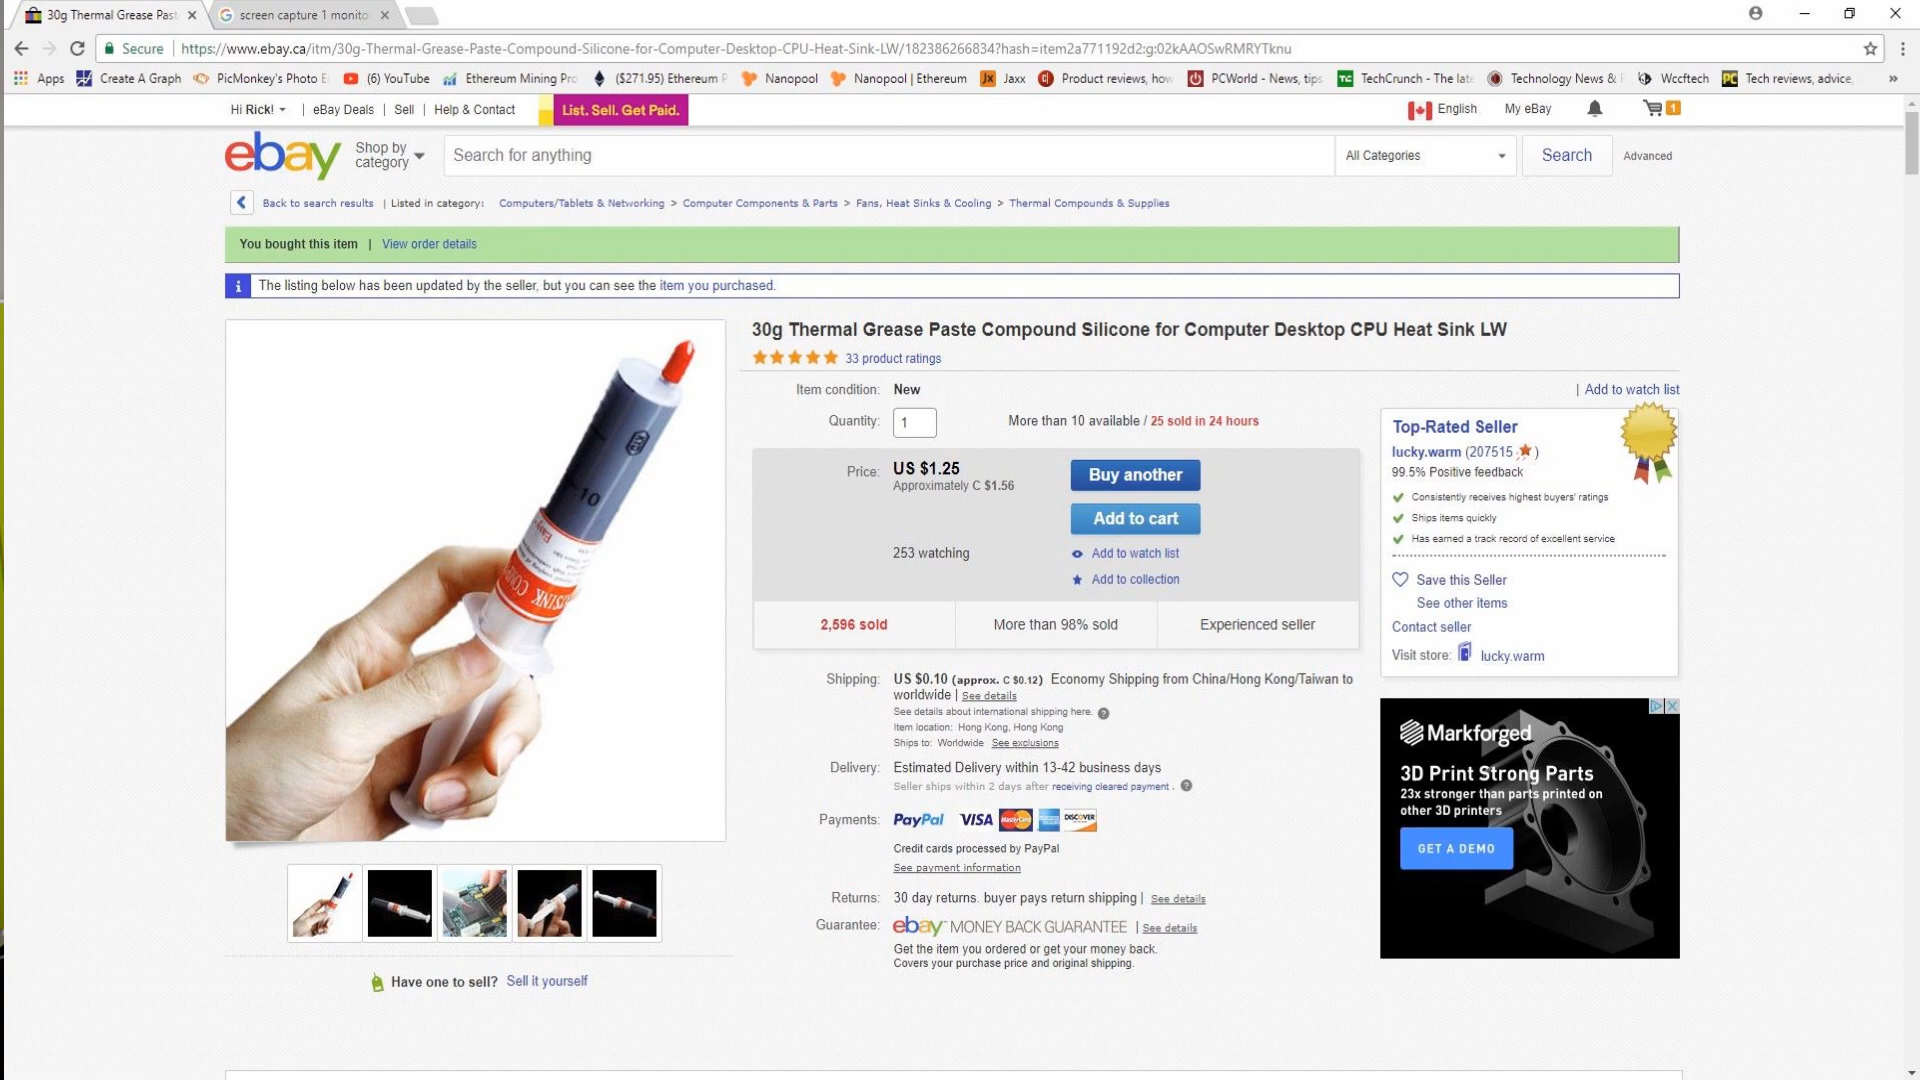 30g Thermal Grease Past
screen capture 1 monito
Secure
https://www.ebay.ca/itm/30g-Thermal-Grease-Paste-Compound-Silicone-for-Computer-Desktop-CPU-Heat-Sink-LW/182386266834?hash=item2a771192d2:g:02kAAOSwRMRYTknu
Apps Create A Graph PicMonkey's Photo E (6) YouTube Ethereum Mining Pro ($271.95) Ethereum P Nanopool Nanopool | Ethereum Jaxx Product reviews, how PCWorld - News, tips TechCrunch - The late Technology News & Wccftech Tech reviews, advice,
Hi Rick! | eBay Deals | Sell | Help & Contact List. Sell. Get Paid. English My eBay 1
ebay Shop by category Search for anything All Categories Search Advanced
Back to search results | Listed in category: Computers/Tablets & Networking > Computer Components & Parts > Fans, Heat Sinks & Cooling > Thermal Compounds & Supplies
You bought this item | View order details
The listing below has been updated by the seller, but you can see the item you purchased.
30g Thermal Grease Paste Compound Silicone for Computer Desktop CPU Heat Sink LW
33 product ratings
Item condition: New
| Add to watch list
Quantity: 1 More than 10 available / 25 sold in 24 hours
Price: US $1.25
Approximately C $1.56
Buy another
Add to cart
253 watching
Add to watch list
Add to collection
2,596 sold More than 98% sold Experienced seller
Shipping: US $0.10 (approx. C $0.12) Economy Shipping from China/Hong Kong/Taiwan to
worldwide | See details
See details about international shipping here.
Item location: Hong Kong, Hong Kong
Ships to: Worldwide See exclusions
Delivery: Estimated Delivery within 13-42 business days
Seller ships within 2 days after receiving cleared payment .
Payments: PayPal VISA MasterCard DISCOVER
Credit cards processed by PayPal
See payment information
Returns: 30 day returns. buyer pays return shipping | See details
Guarantee: ebay MONEY BACK GUARANTEE | See details
Get the item you ordered or get your money back.
Covers your purchase price and original shipping.
Top-Rated Seller
lucky.warm (207515 )
99.5% Positive feedback
Consistently receives highest buyers' ratings
Ships items quickly
Has earned a track record of excellent service
Save this Seller
See other items
Contact seller
Visit store: lucky.warm
Markforged
3D Print Strong Parts
23x stronger than parts printed on
other 3D printers
GET A DEMO
10
Have one to sell? Sell it yourself